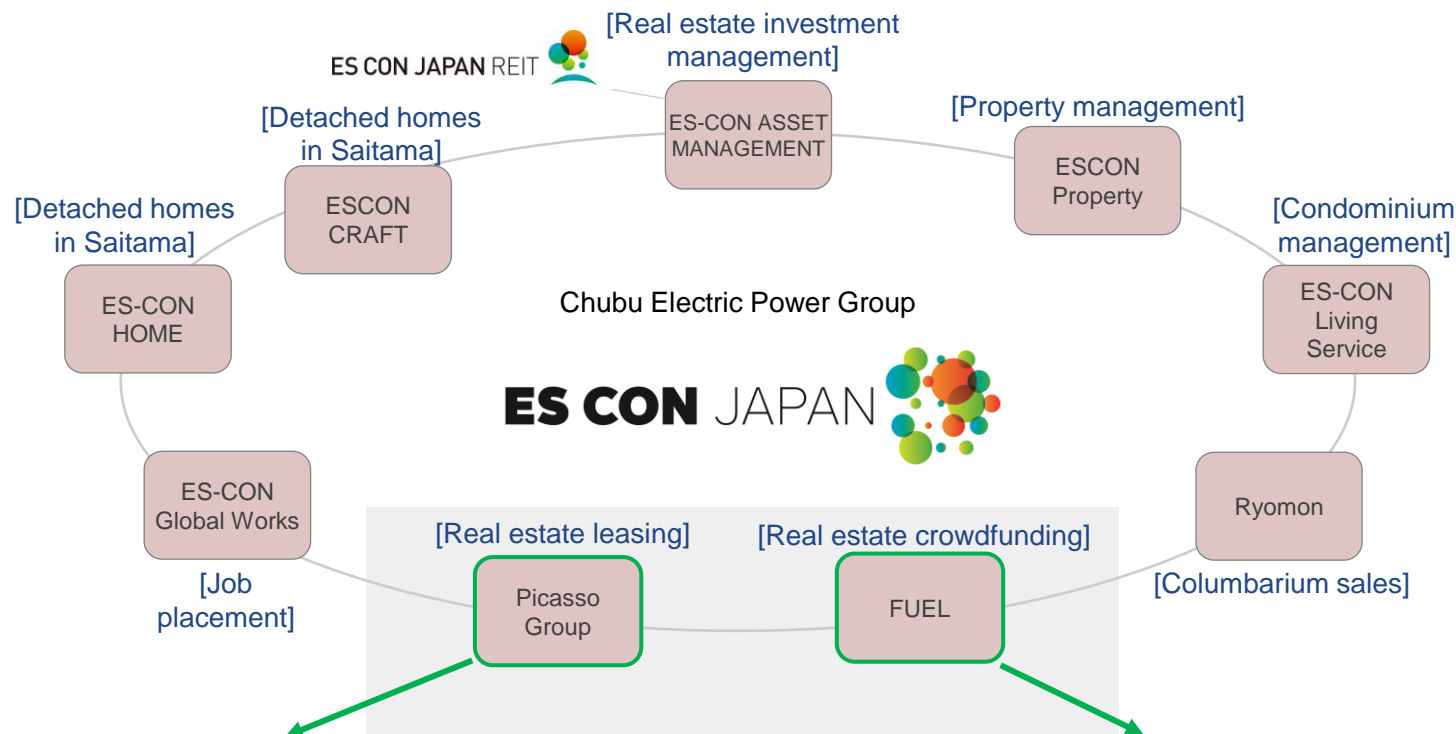 [Real estate investment
management]
ES CON JAPAN REIT
ES-CON ASSET
MANAGEMENT
[Property management]
ESCON
Property
[Detached homes
in Saitama]
ESCON
CRAFT
[Detached homes
in Saitama]
ES-CON
HOME
[Condominium
management]
ES-CON
Living
Service
Chubu Electric Power Group
ES CON JAPAN
ES-CON
Global Works
[Job
placement]
[Real estate leasing]
Picasso
Group
[Real estate crowdfunding]
FUEL
Ryomon
[Columbarium sales]